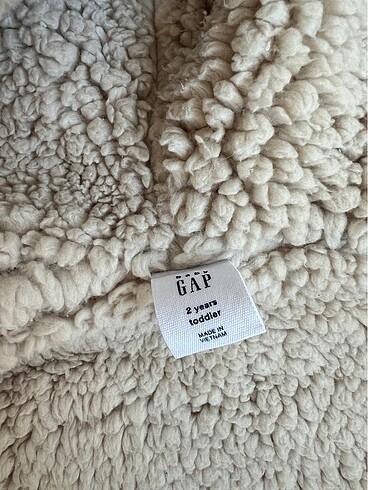 baby
GAP
2 years
toddler
MADE IN
VIETNAM